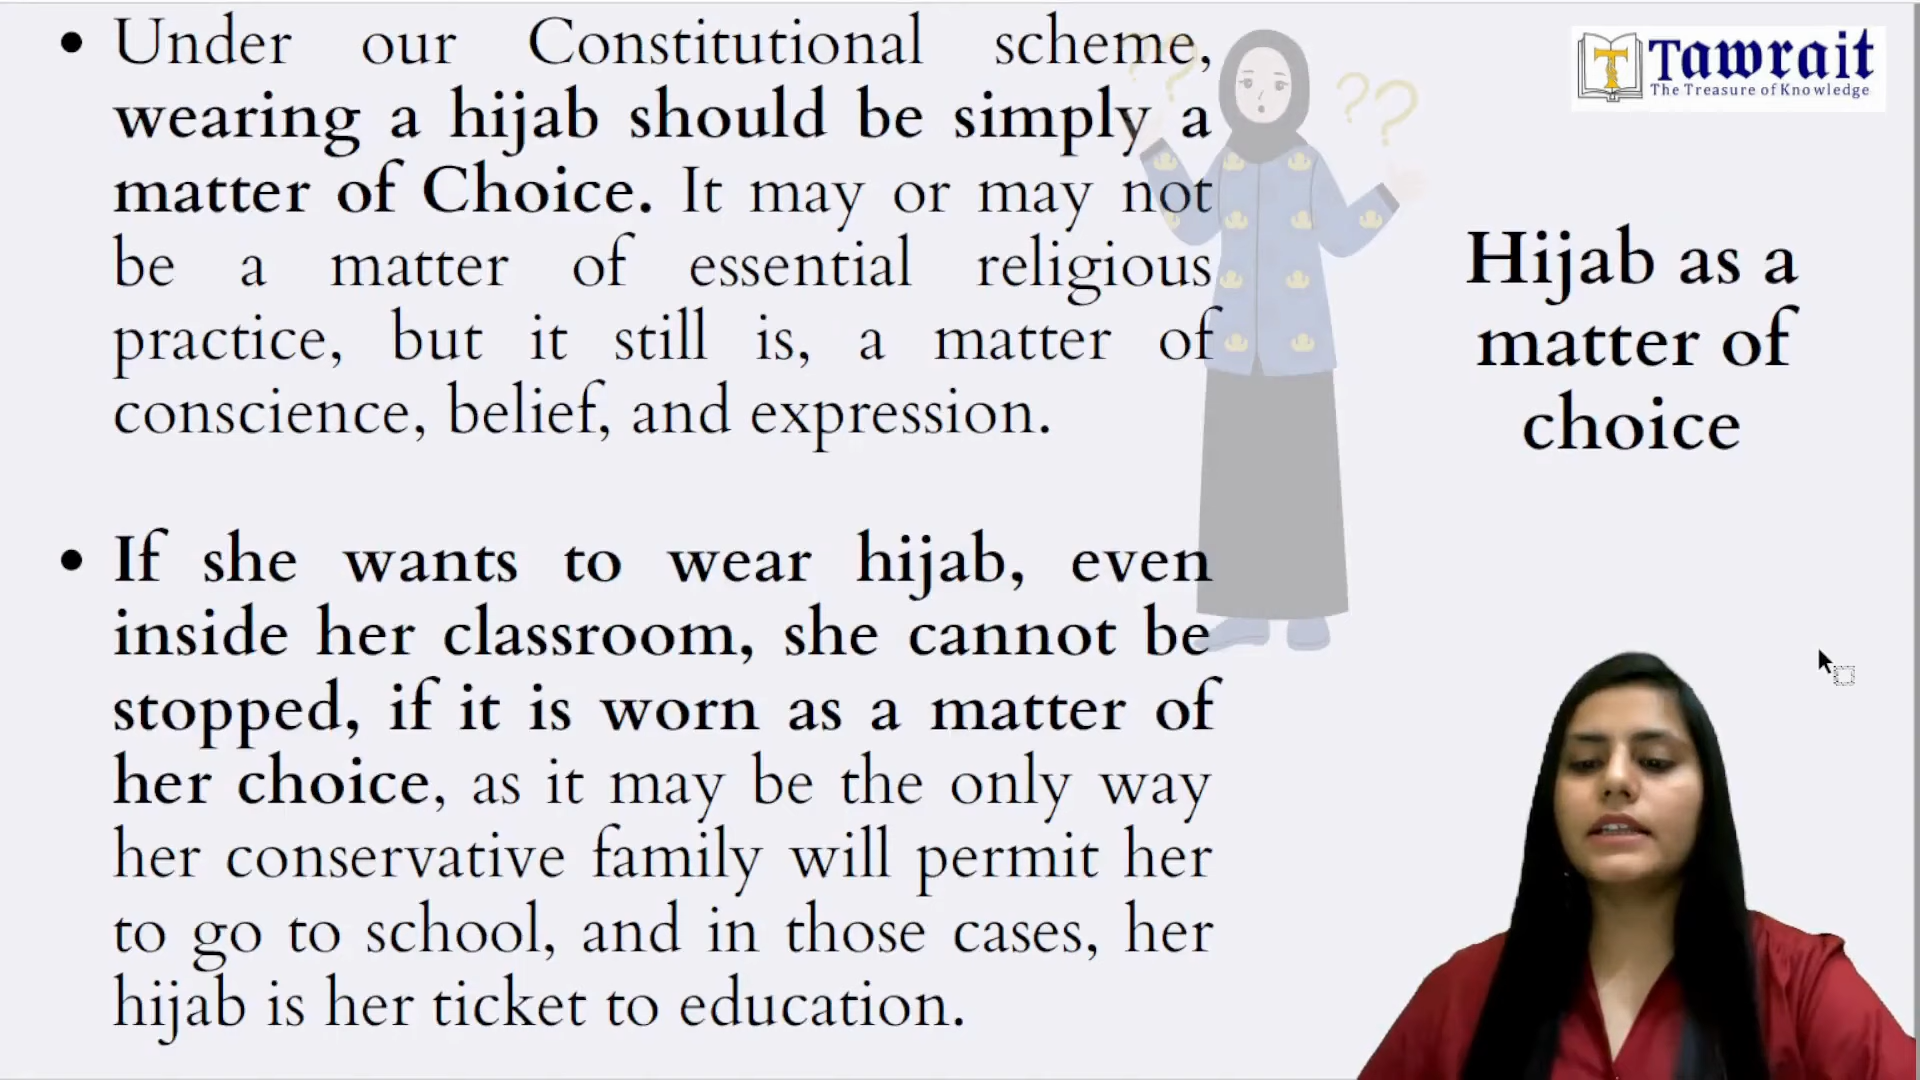 • Under our Constitutional scheme,
wearing a hijab should be simply a
matter of Choice. It may or may not
be a matter of essential religious
practice, but it still is, a matter of
conscience, belief, and expression.
• If she wants to wear hijab, even
inside her classroom, she cannot be
stopped, if it is worn as a matter of
her choice, as it may be the only way
her conservative family will permit her
to go to school, and in those cases, her
hijab is her ticket to education.
??
??
T Tawrait
The Treasure of Knowledge
Hijab as a
matter of
choice